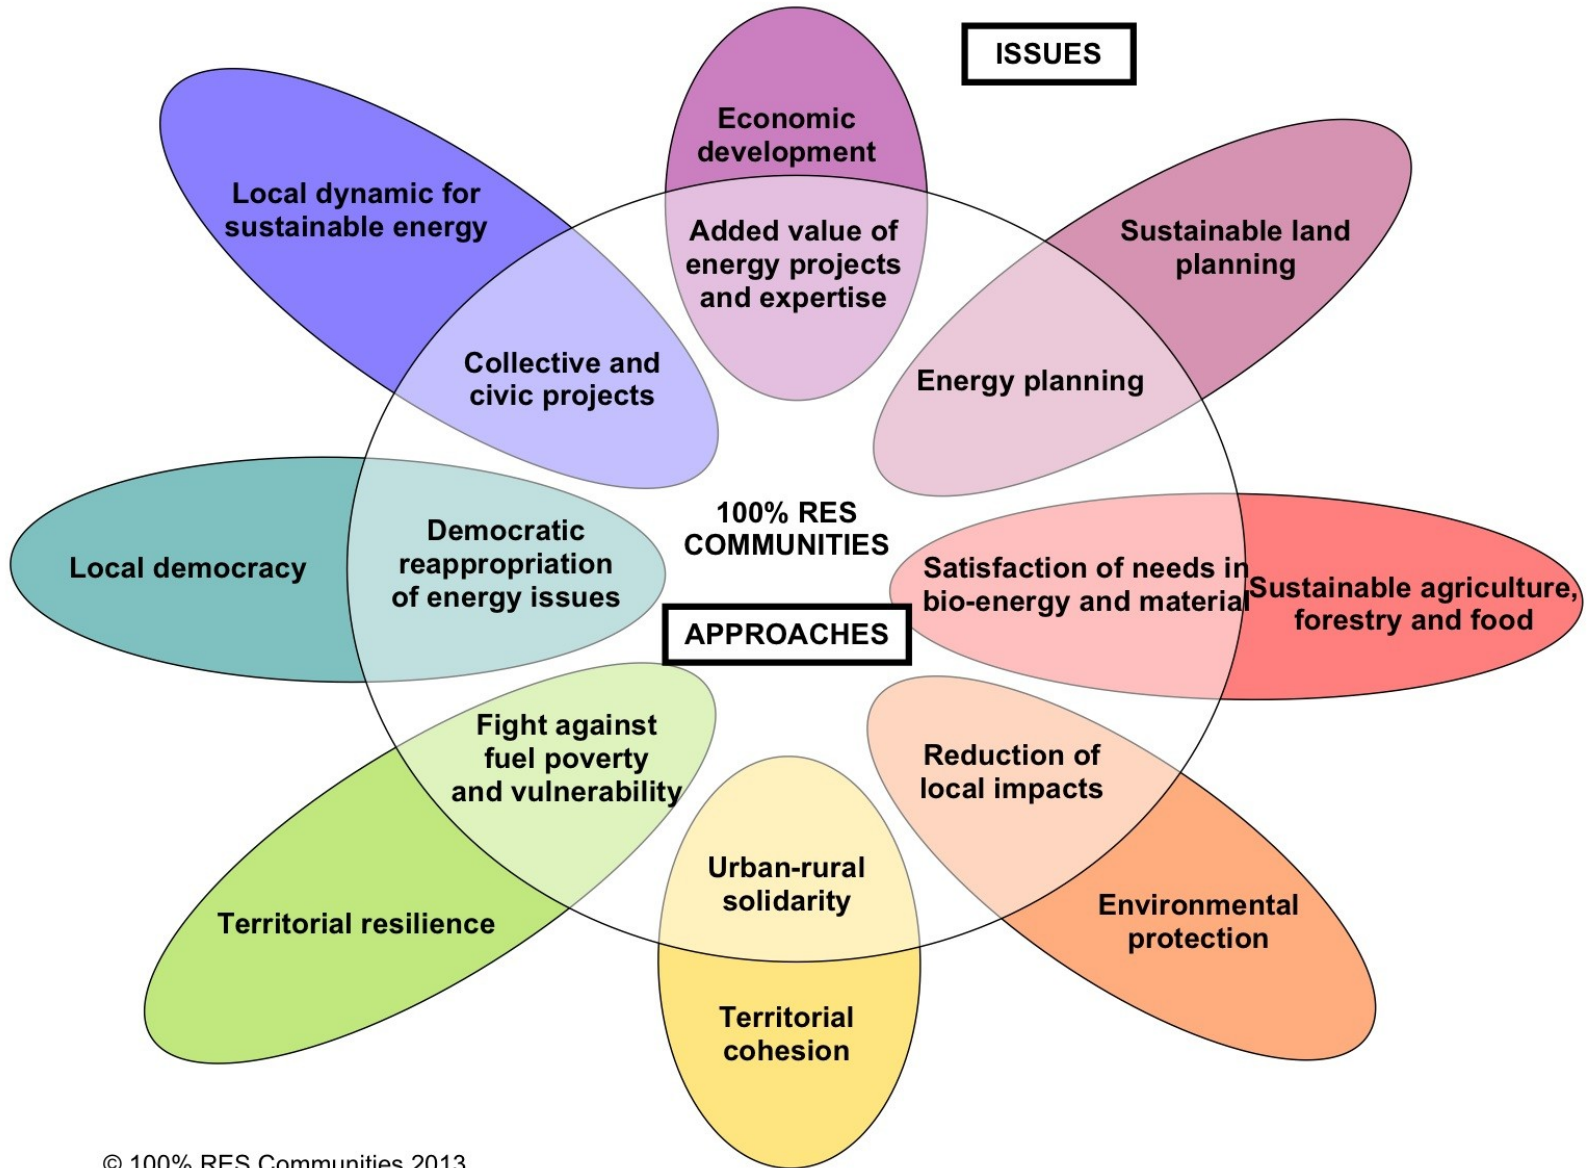 ISSUES
Economic
development
Added value of
energy projects
and expertise
Local dynamic for
sustainable energy
Collective and
civic projects
Sustainable land
planning
Energy planning
100% RES
COMMUNITIES
APPROACHES
Local democracy
Democratic
reappropriation
of energy issues
Satisfaction of needs in
bio-energy and material
Sustainable agriculture,
forestry and food
Fight against
fuel poverty
and vulnerability
Territorial resilience
Reduction of
local impacts
Environmental
protection
Urban-rural
solidarity
Territorial
cohesion
© 100% RES Communities 2013